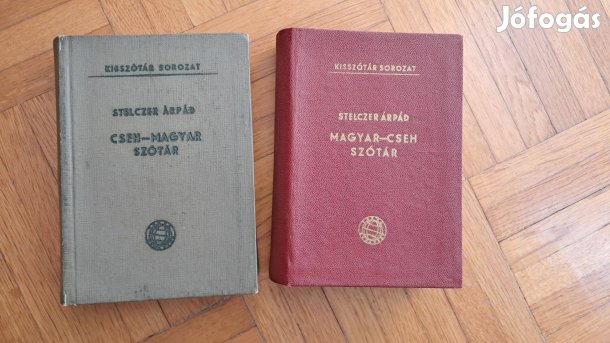 Jófogás
KISSZÓTÁR SOROZAT
STELCZER ÁRPÁD
CSEH—MAGYAR
SZÓTÁR
KISSZÓTÁR SOROZAT
STELCZER ÁRPÁD
MAGYAR—CSEH
SZÓTÁR